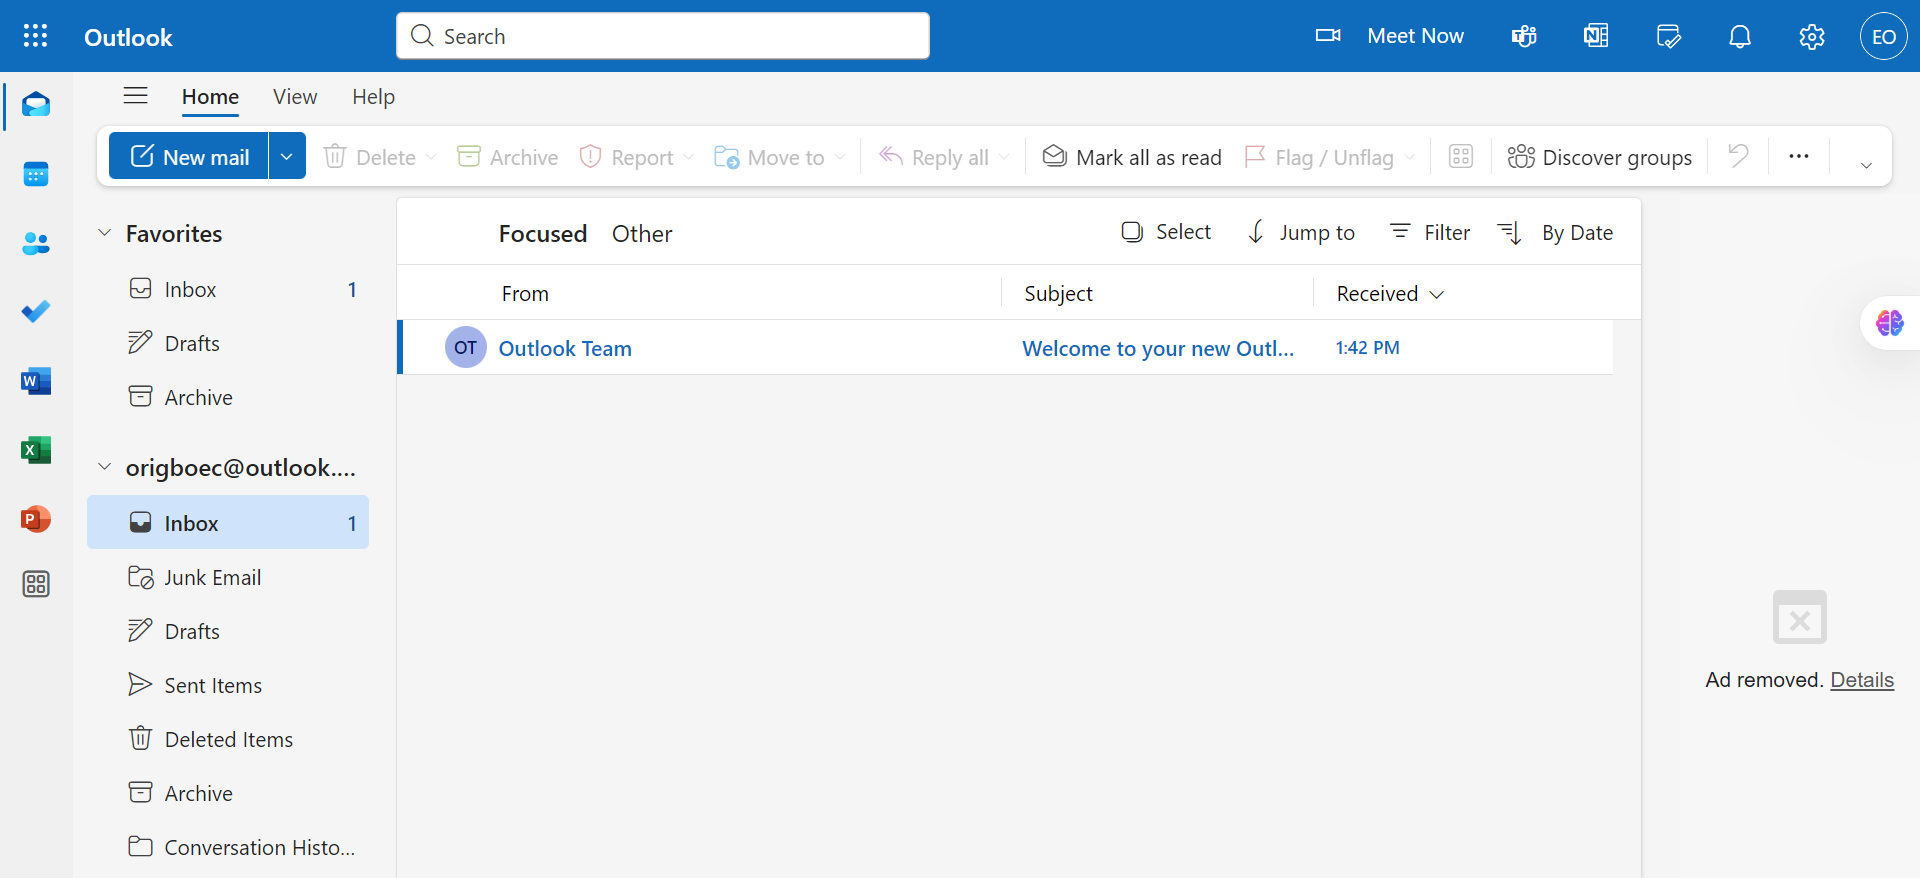 Outlook
Search
Meet Now
EO
Home View Help
New mail Delete Archive Report Move to Reply all Mark all as read Flag / Unflag Discover groups
Favorites
Inbox 1
Drafts
Archive
origboec@outlook....
Inbox 1
Junk Email
Drafts
Sent Items
Deleted Items
Archive
Conversation Histo...
Focused Other Select Jump to Filter By Date
From Subject Received
OT Outlook Team Welcome to your new Outl... 1:42 PM
Ad removed. Details
W
X
P
T
N